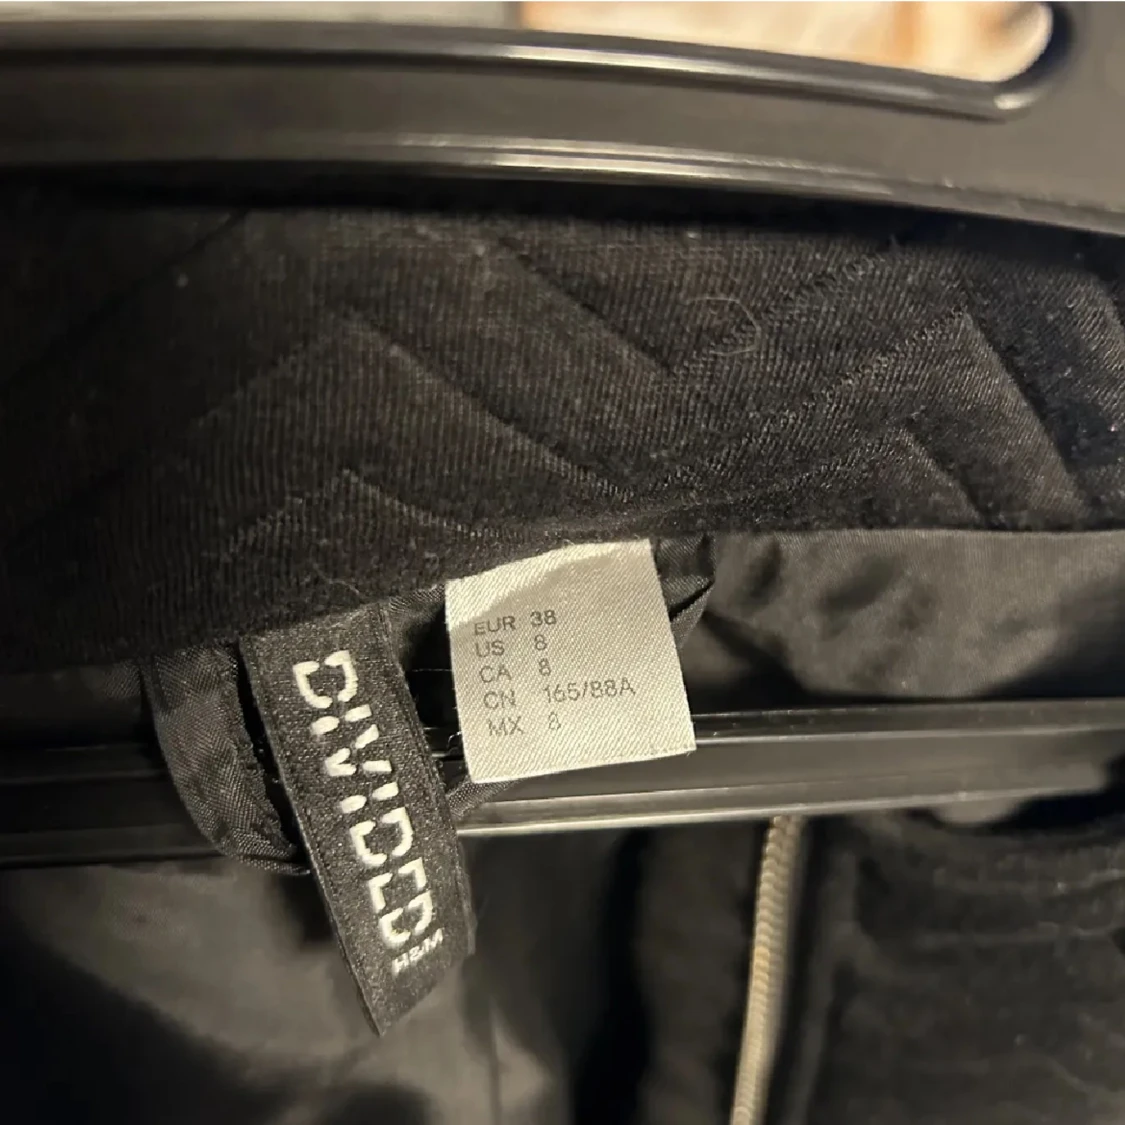 DIVIDED
H&M
EUR 38
US 8
CA 8
CN 165/88A
MX 8